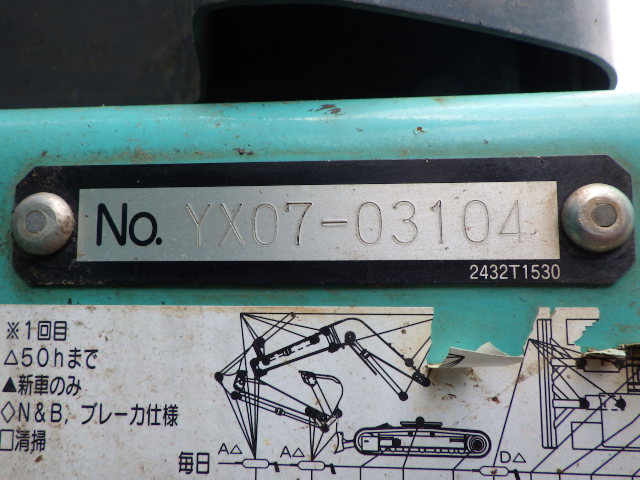 No. YX07-03104
2432T1530
※1回目
△50hまで
▲新車のみ
◇N&B, ブレーカ仕様
□清掃
毎日
A△ A△ D△